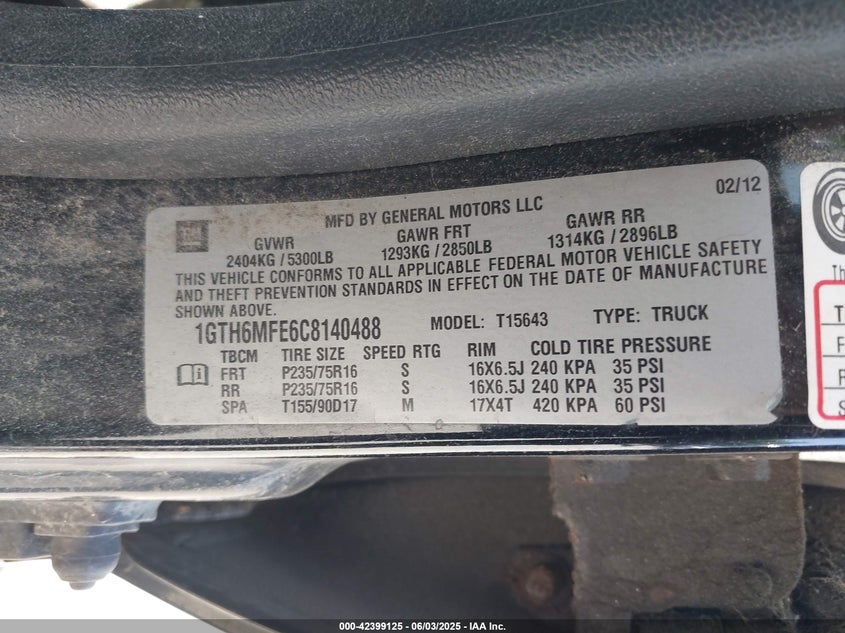 02/12
GM
MFD BY GENERAL MOTORS LLC
GVWR GAWR FRT GAWR RR
2404KG / 5300LB 1293KG / 2850LB 1314KG / 2896LB
THIS VEHICLE CONFORMS TO ALL APPLICABLE FEDERAL MOTOR VEHICLE SAFETY
AND THEFT PREVENTION STANDARDS IN EFFECT ON THE DATE OF MANUFACTURE
SHOWN ABOVE.
1GTH6MFE6C8140488 MODEL: T15643 TYPE: TRUCK
TBCM TIRE SIZE SPEED RTG RIM COLD TIRE PRESSURE
FRT P235/75R16 S 16X6.5J 240 KPA 35 PSI
RR P235/75R16 S 16X6.5J 240 KPA 35 PSI
SPA T155/90D17 M 17X4T 420 KPA 60 PSI
000-42399125 - 06/03/2025 - IAA Inc.